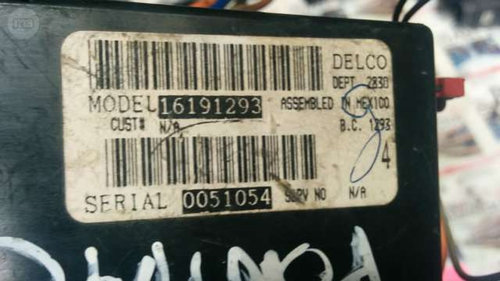 DELCO
DEPT 2830
MODEL 16191293 ASSEMBLED IN MEXICO
CUST# N/A B.C. 1293
4
SERIAL 0051054 SUPV NO N/A